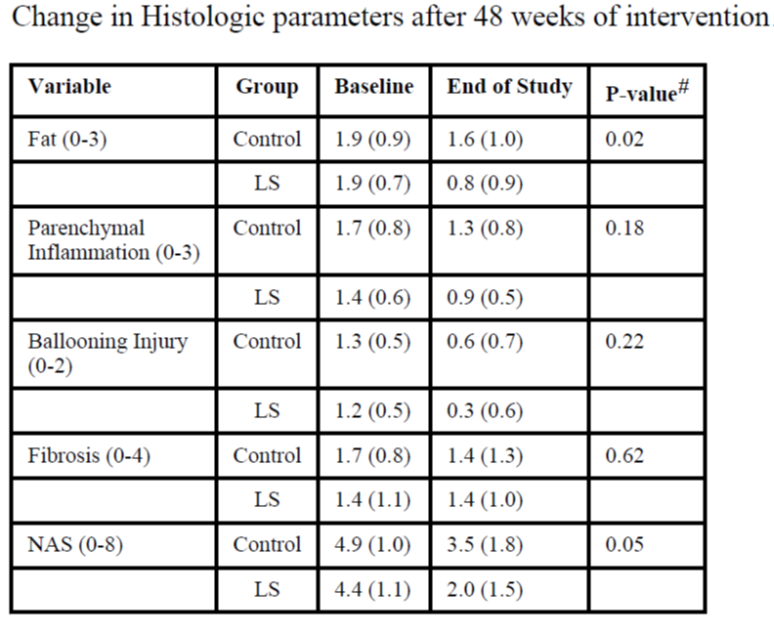 Change in Histologic parameters after 48 weeks of intervention.
Variable Group Baseline End of Study P-value#
Fat (0-3) Control 1.9 (0.9) 1.6 (1.0) 0.02
LS 1.9 (0.7) 0.8 (0.9)
Parenchymal Control 1.7 (0.8) 1.3 (0.8) 0.18
Inflammation (0-3)
LS 1.4 (0.6) 0.9 (0.5)
Ballooning Injury Control 1.3 (0.5) 0.6 (0.7) 0.22
(0-2)
LS 1.2 (0.5) 0.3 (0.6)
Fibrosis (0-4) Control 1.7 (0.8) 1.4 (1.3) 0.62
LS 1.4 (1.1) 1.4 (1.0)
NAS (0-8) Control 4.9 (1.0) 3.5 (1.8) 0.05
LS 4.4 (1.1) 2.0 (1.5)